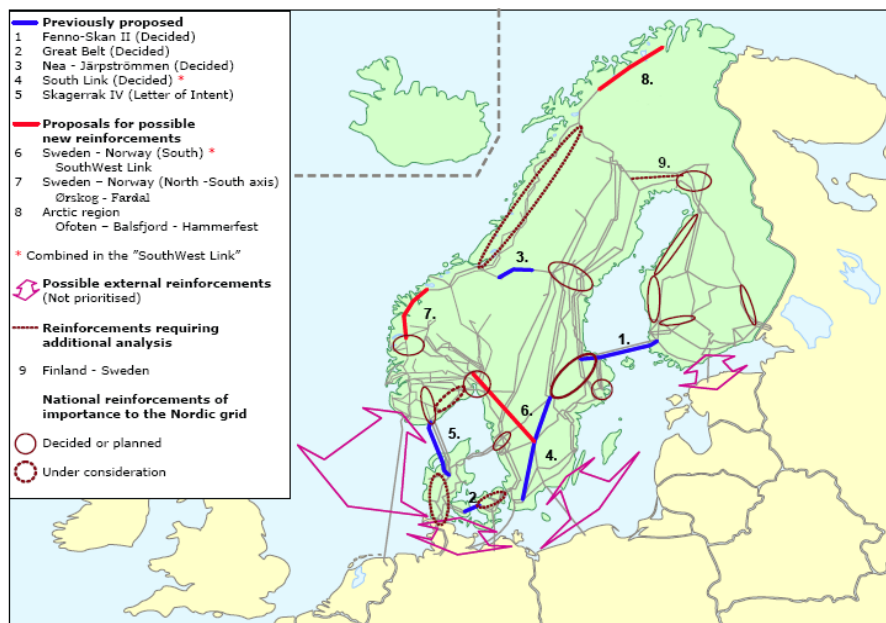 Previously proposed
1 Fenno-Skan II (Decided)
2 Great Belt (Decided)
3 Nea - Järpströmmen (Decided)
4 South Link (Decided) *
5 Skagerrak IV (Letter of Intent)
Proposals for possible
new reinforcements
6 Sweden - Norway (South) *
SouthWest Link
7 Sweden – Norway (North -South axis)
Ørskog - Fardal
8 Arctic region
Ofoten – Balsfjord - Hammerfest
* Combined in the "SouthWest Link"
Possible external reinforcements
(Not prioritised)
Reinforcements requiring
additional analysis
9 Finland - Sweden
National reinforcements of
importance to the Nordic grid
Decided or planned
Under consideration
8.
9.
3.
7.
1.
6.
5.
4.
2.